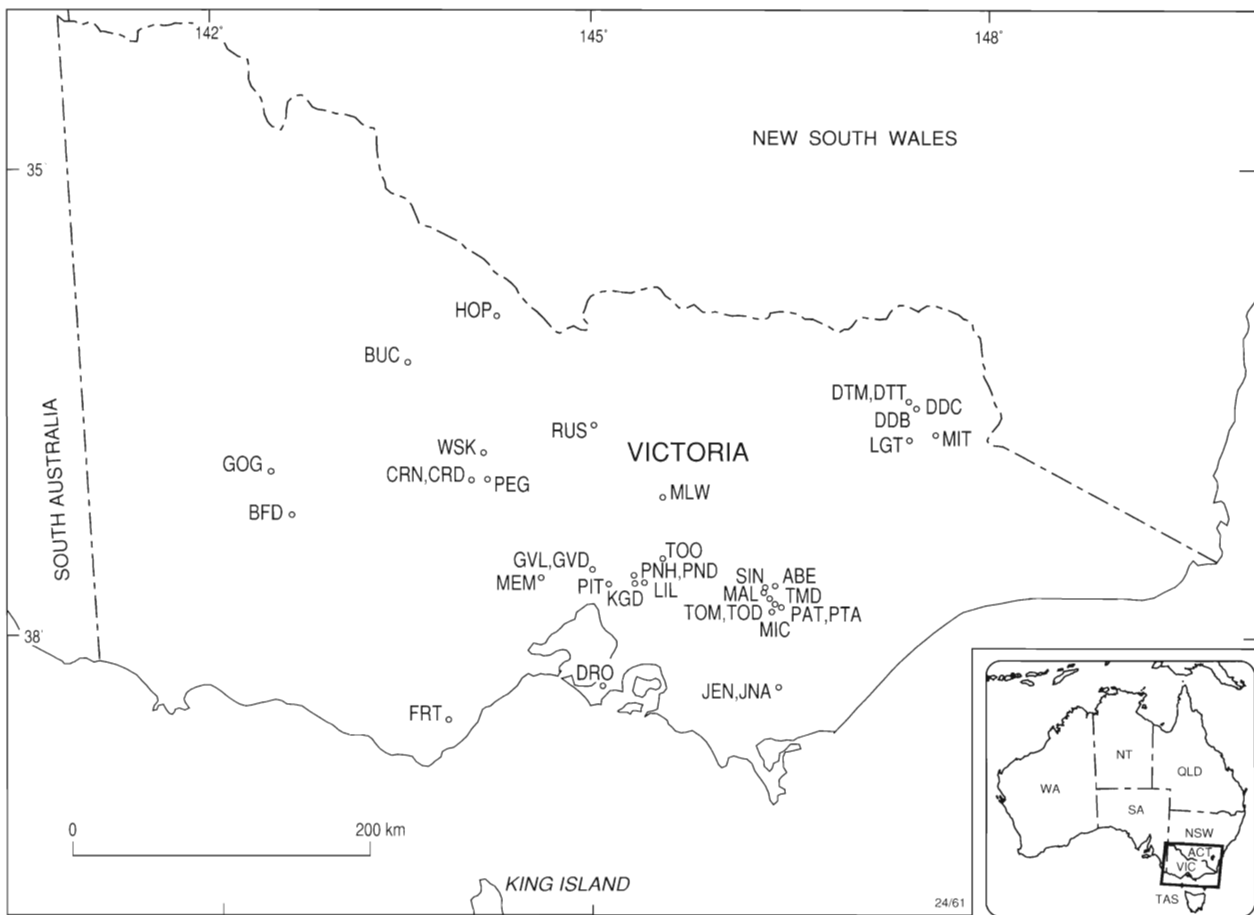 142°
145°
148°
NEW SOUTH WALES
35°
HOP
BUC
DTM,DTT
DDC
DDB
RUS
VICTORIA
LGT
MIT
WSK
GOG
CRN,CRD
PEG
SOUTH AUSTRALIA
MLW
BFD
TOO
GVL,GVD
PNH,PND
MEM
SIN
ABE
PIT
LIL
MAL
TMD
KGD
TOM,TOD
PAT,PTA
MIC
38°
DRO
JEN,JNA
FRT
NT
QLD
WA
SA
0
200 km
NSW
ACT
VIC
KING ISLAND
24/61
TAS